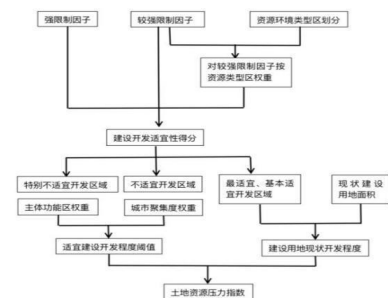 强限制因子
较强限制因子
资源环境类型区划分
对较强限制因子按
资源类型区权重
建设开发适宜性得分
特别不适宜开发区域
不适宜开发区域
最适宜、基本适
宜开发区域
现状建设
用地面积
主体功能区权重
城市聚集度权重
适宜建设开发程度阈值
建设用地现状开发程度
土地资源压力指数